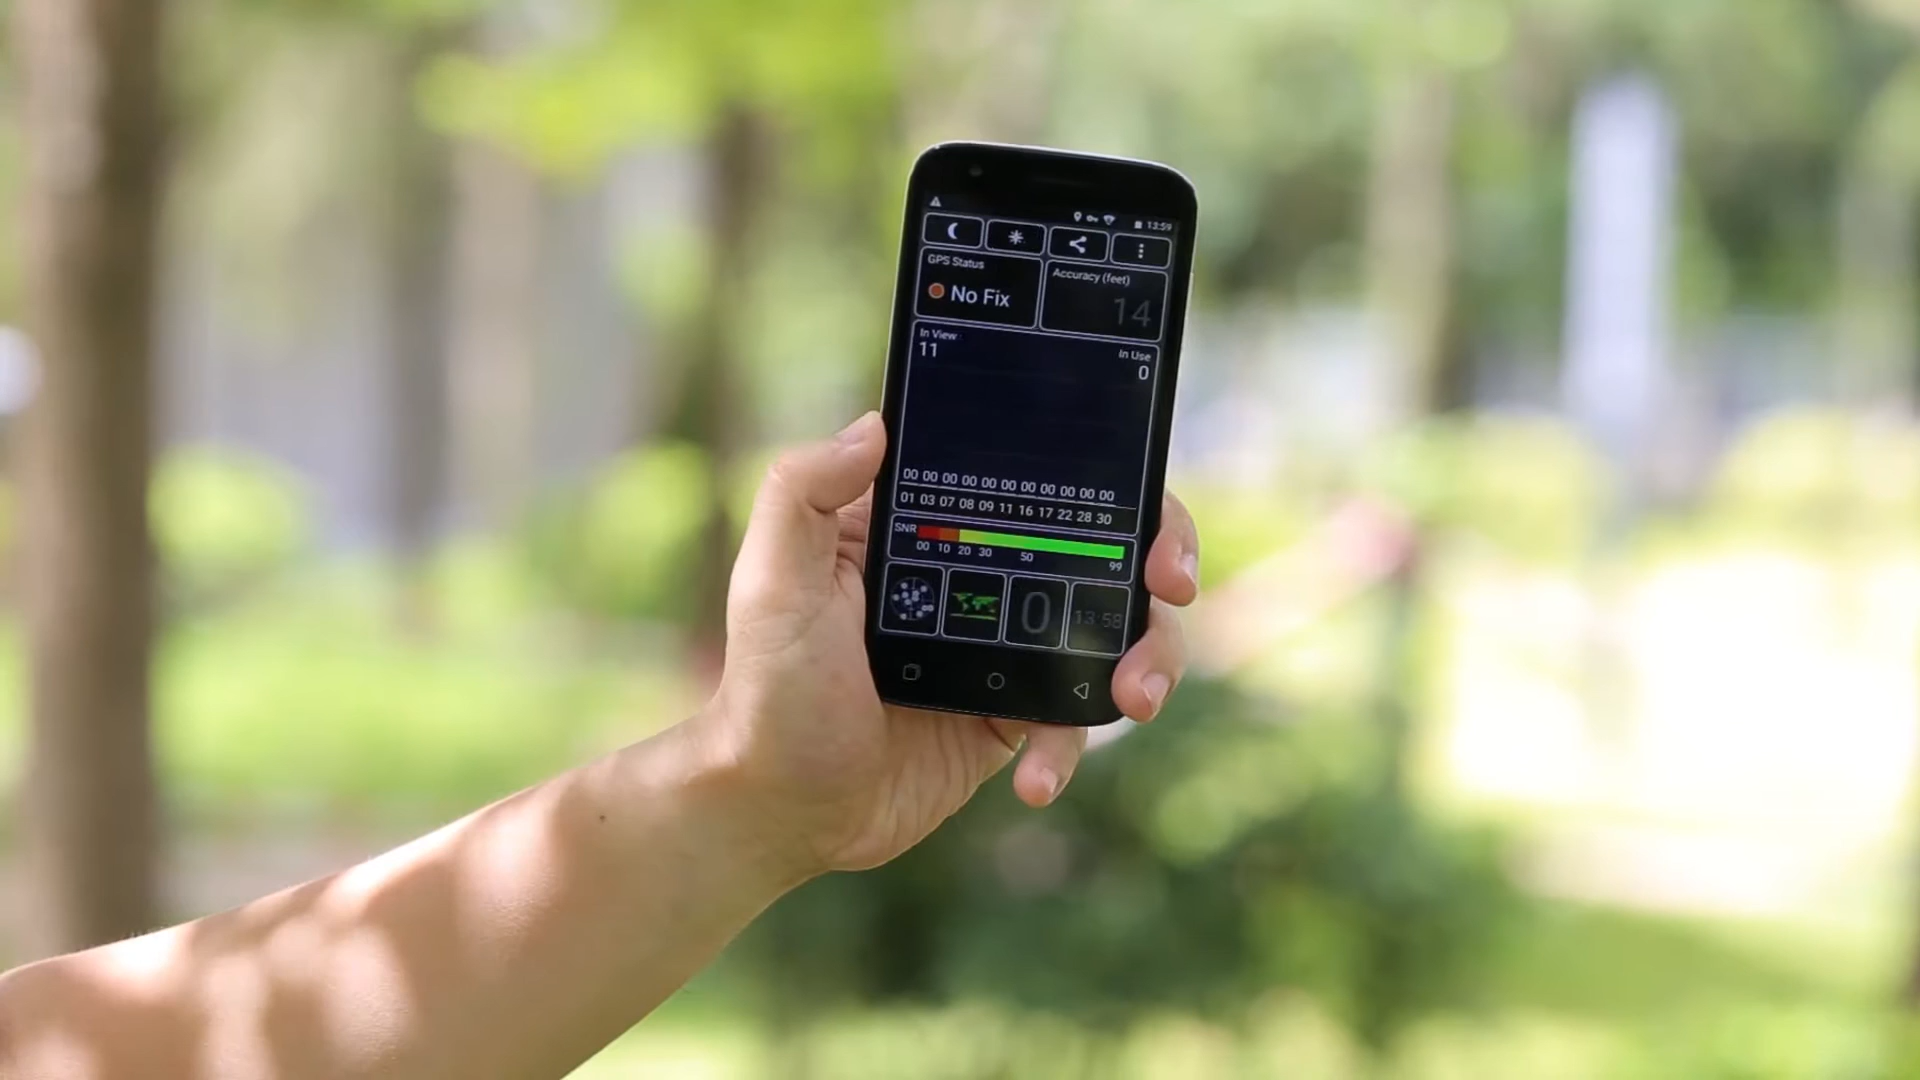 13:59
GPS Status
Accuracy (feet)
No Fix
14
In View :
11
In Use
0
00 00 00 00 00 00 00 00 00 00 00
01 03 07 08 09 11 16 17 22 28 30
SNR
00 10 20 30 50 99
0
13:58